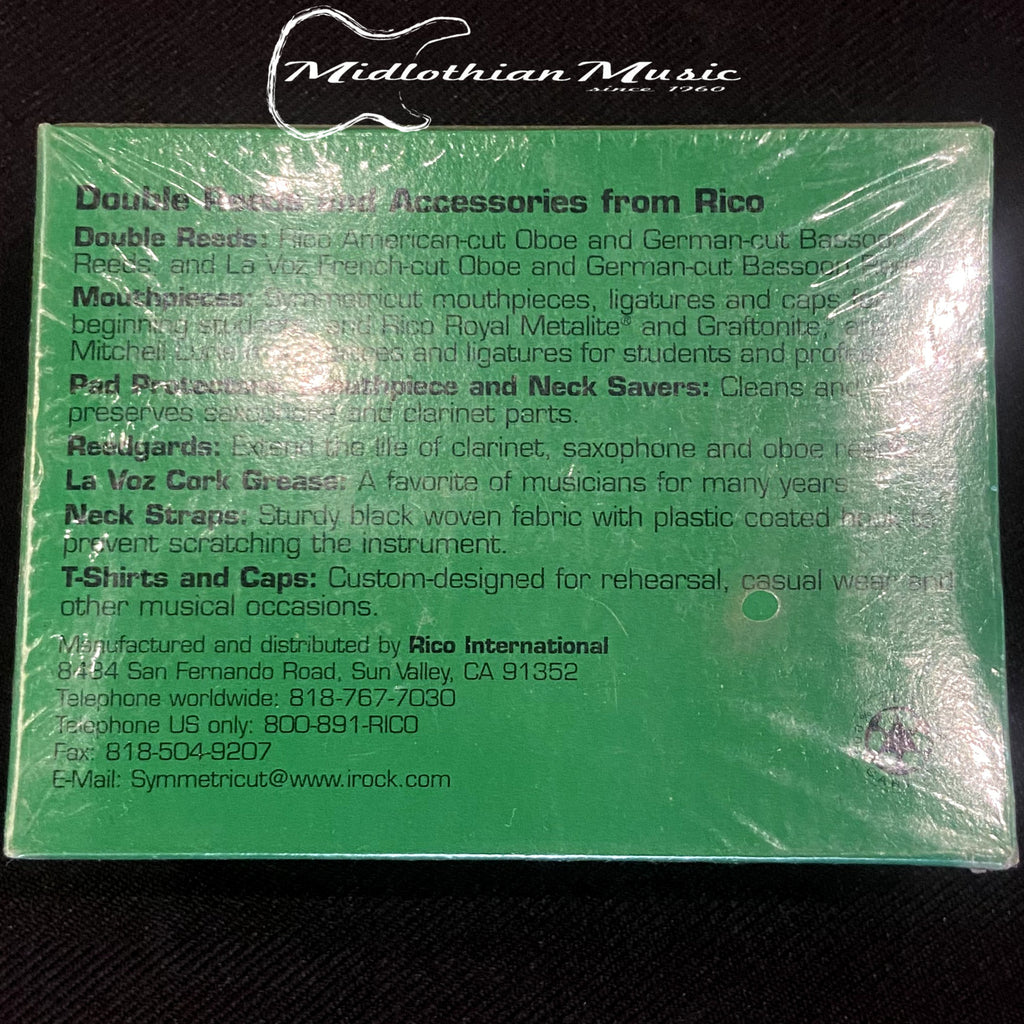 Midlothian Music
since 1960
Double Reeds and Accessories from Rico
Double Reeds: Rico American-cut Oboe and German-cut Bassoon
Reeds, and La Voz French-cut Oboe and German-cut Bassoon
Mouthpieces: Symmetricut mouthpieces, ligatures and caps for
beginning students, and Rico Royal Metalite® and Graftonite,
Mitchell and ligatures for students and
Pad Protectors, Mouthpiece and Neck Savers: Cleans and
preserves saxophone and clarinet parts.
Reedgards: Extend the life of clarinet, saxophone and oboe reeds.
La Voz Cork Grease: A favorite of musicians for many years.
Neck Straps: Sturdy black woven fabric with plastic coated hook to
prevent scratching the instrument.
T-Shirts and Caps: Custom-designed for rehearsal, casual wear and
other musical occasions.
Manufactured and distributed by Rico International
8484 San Fernando Road, Sun Valley, CA 91352
Telephone worldwide: 818-767-7030
Telephone US only: 800-891-RICO
Fax: 818-504-9207
E-Mail: Symmetricut@www.irock.com